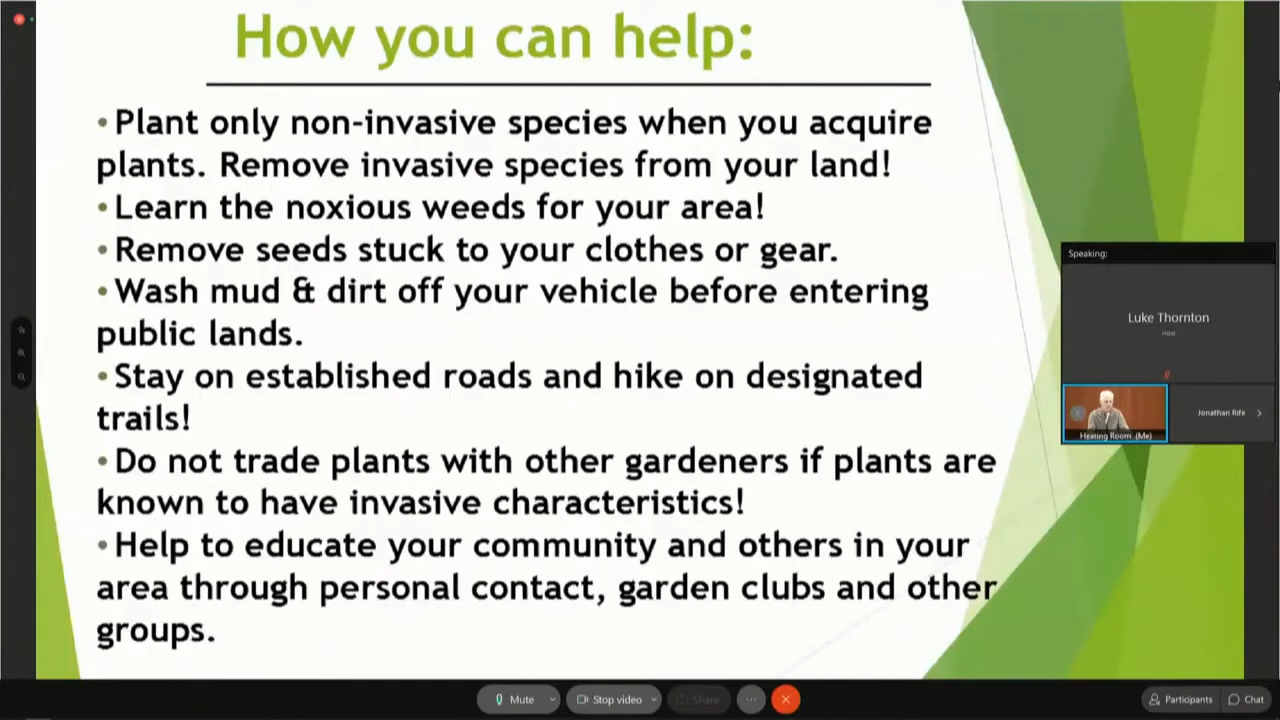 How you can help:
•Plant only non-invasive species when you acquire
plants. Remove invasive species from your land!
•Learn the noxious weeds for your area!
•Remove seeds stuck to your clothes or gear.
•Wash mud & dirt off your vehicle before entering
public lands.
•Stay on established roads and hike on designated
trails!
•Do not trade plants with other gardeners if plants are
known to have invasive characteristics!
•Help to educate your community and others in your
area through personal contact, garden clubs and other
groups.
Speaking:
Luke Thornton
Host
Hearing Room (Me)
Jonathan Rife
Mute
Stop video
Share
Participants
Chat